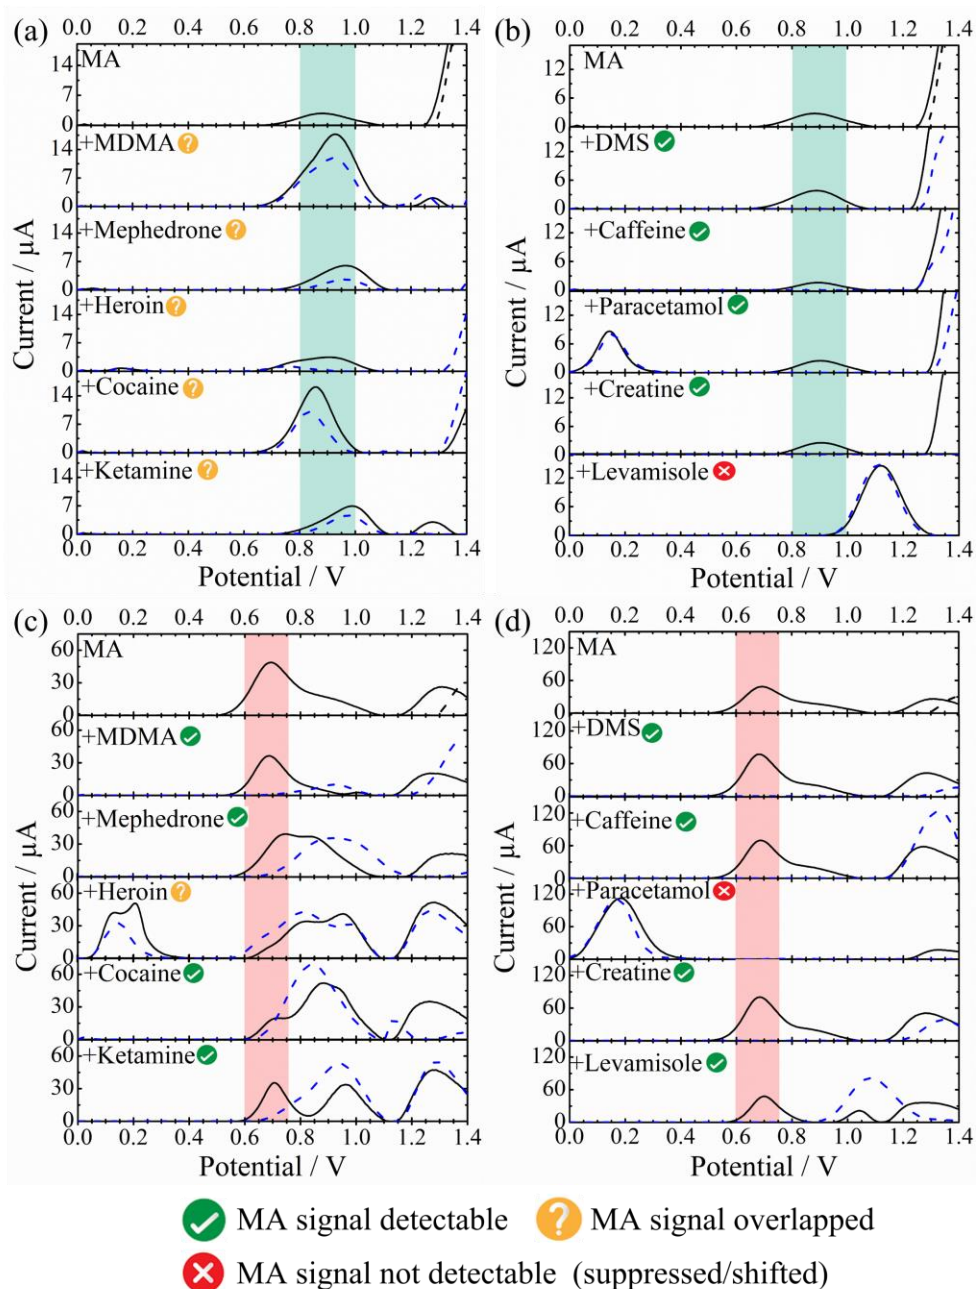 (a)
0.0 0.2 0.4 0.6 0.8 1.0 1.2 1.4
MA
14
7
0
+MDMA ?
14
7
0
+Mephedrone ?
14
7
0
+Heroin ?
14
7
0
+Cocaine ?
14
7
0
+Ketamine ?
14
7
0
0.0 0.2 0.4 0.6 0.8 1.0 1.2 1.4
Potential / V
Current / μA
(b)
0.0 0.2 0.4 0.6 0.8 1.0 1.2 1.4
MA
12
6
0
+DMS
12
6
0
+Caffeine
12
6
0
+Paracetamol
12
6
0
+Creatine
12
6
0
+Levamisole
12
6
0
0.0 0.2 0.4 0.6 0.8 1.0 1.2 1.4
Potential / V
Current / μA
(c)
0.0 0.2 0.4 0.6 0.8 1.0 1.2 1.4
MA
60
30
0
+MDMA
60
30
0
+Mephedrone
60
30
0
+Heroin ?
60
30
0
+Cocaine
60
30
0
+Ketamine
60
30
0
0.0 0.2 0.4 0.6 0.8 1.0 1.2 1.4
Potential / V
Current / μA
(d)
0.0 0.2 0.4 0.6 0.8 1.0 1.2 1.4
MA
120
60
0
+DMS
120
60
0
+Caffeine
120
60
0
+Paracetamol
120
60
0
+Creatine
120
60
0
+Levamisole
120
60
0
0.0 0.2 0.4 0.6 0.8 1.0 1.2 1.4
Potential / V
Current / μA
MA signal detectable
? MA signal overlapped
MA signal not detectable (suppressed/shifted)